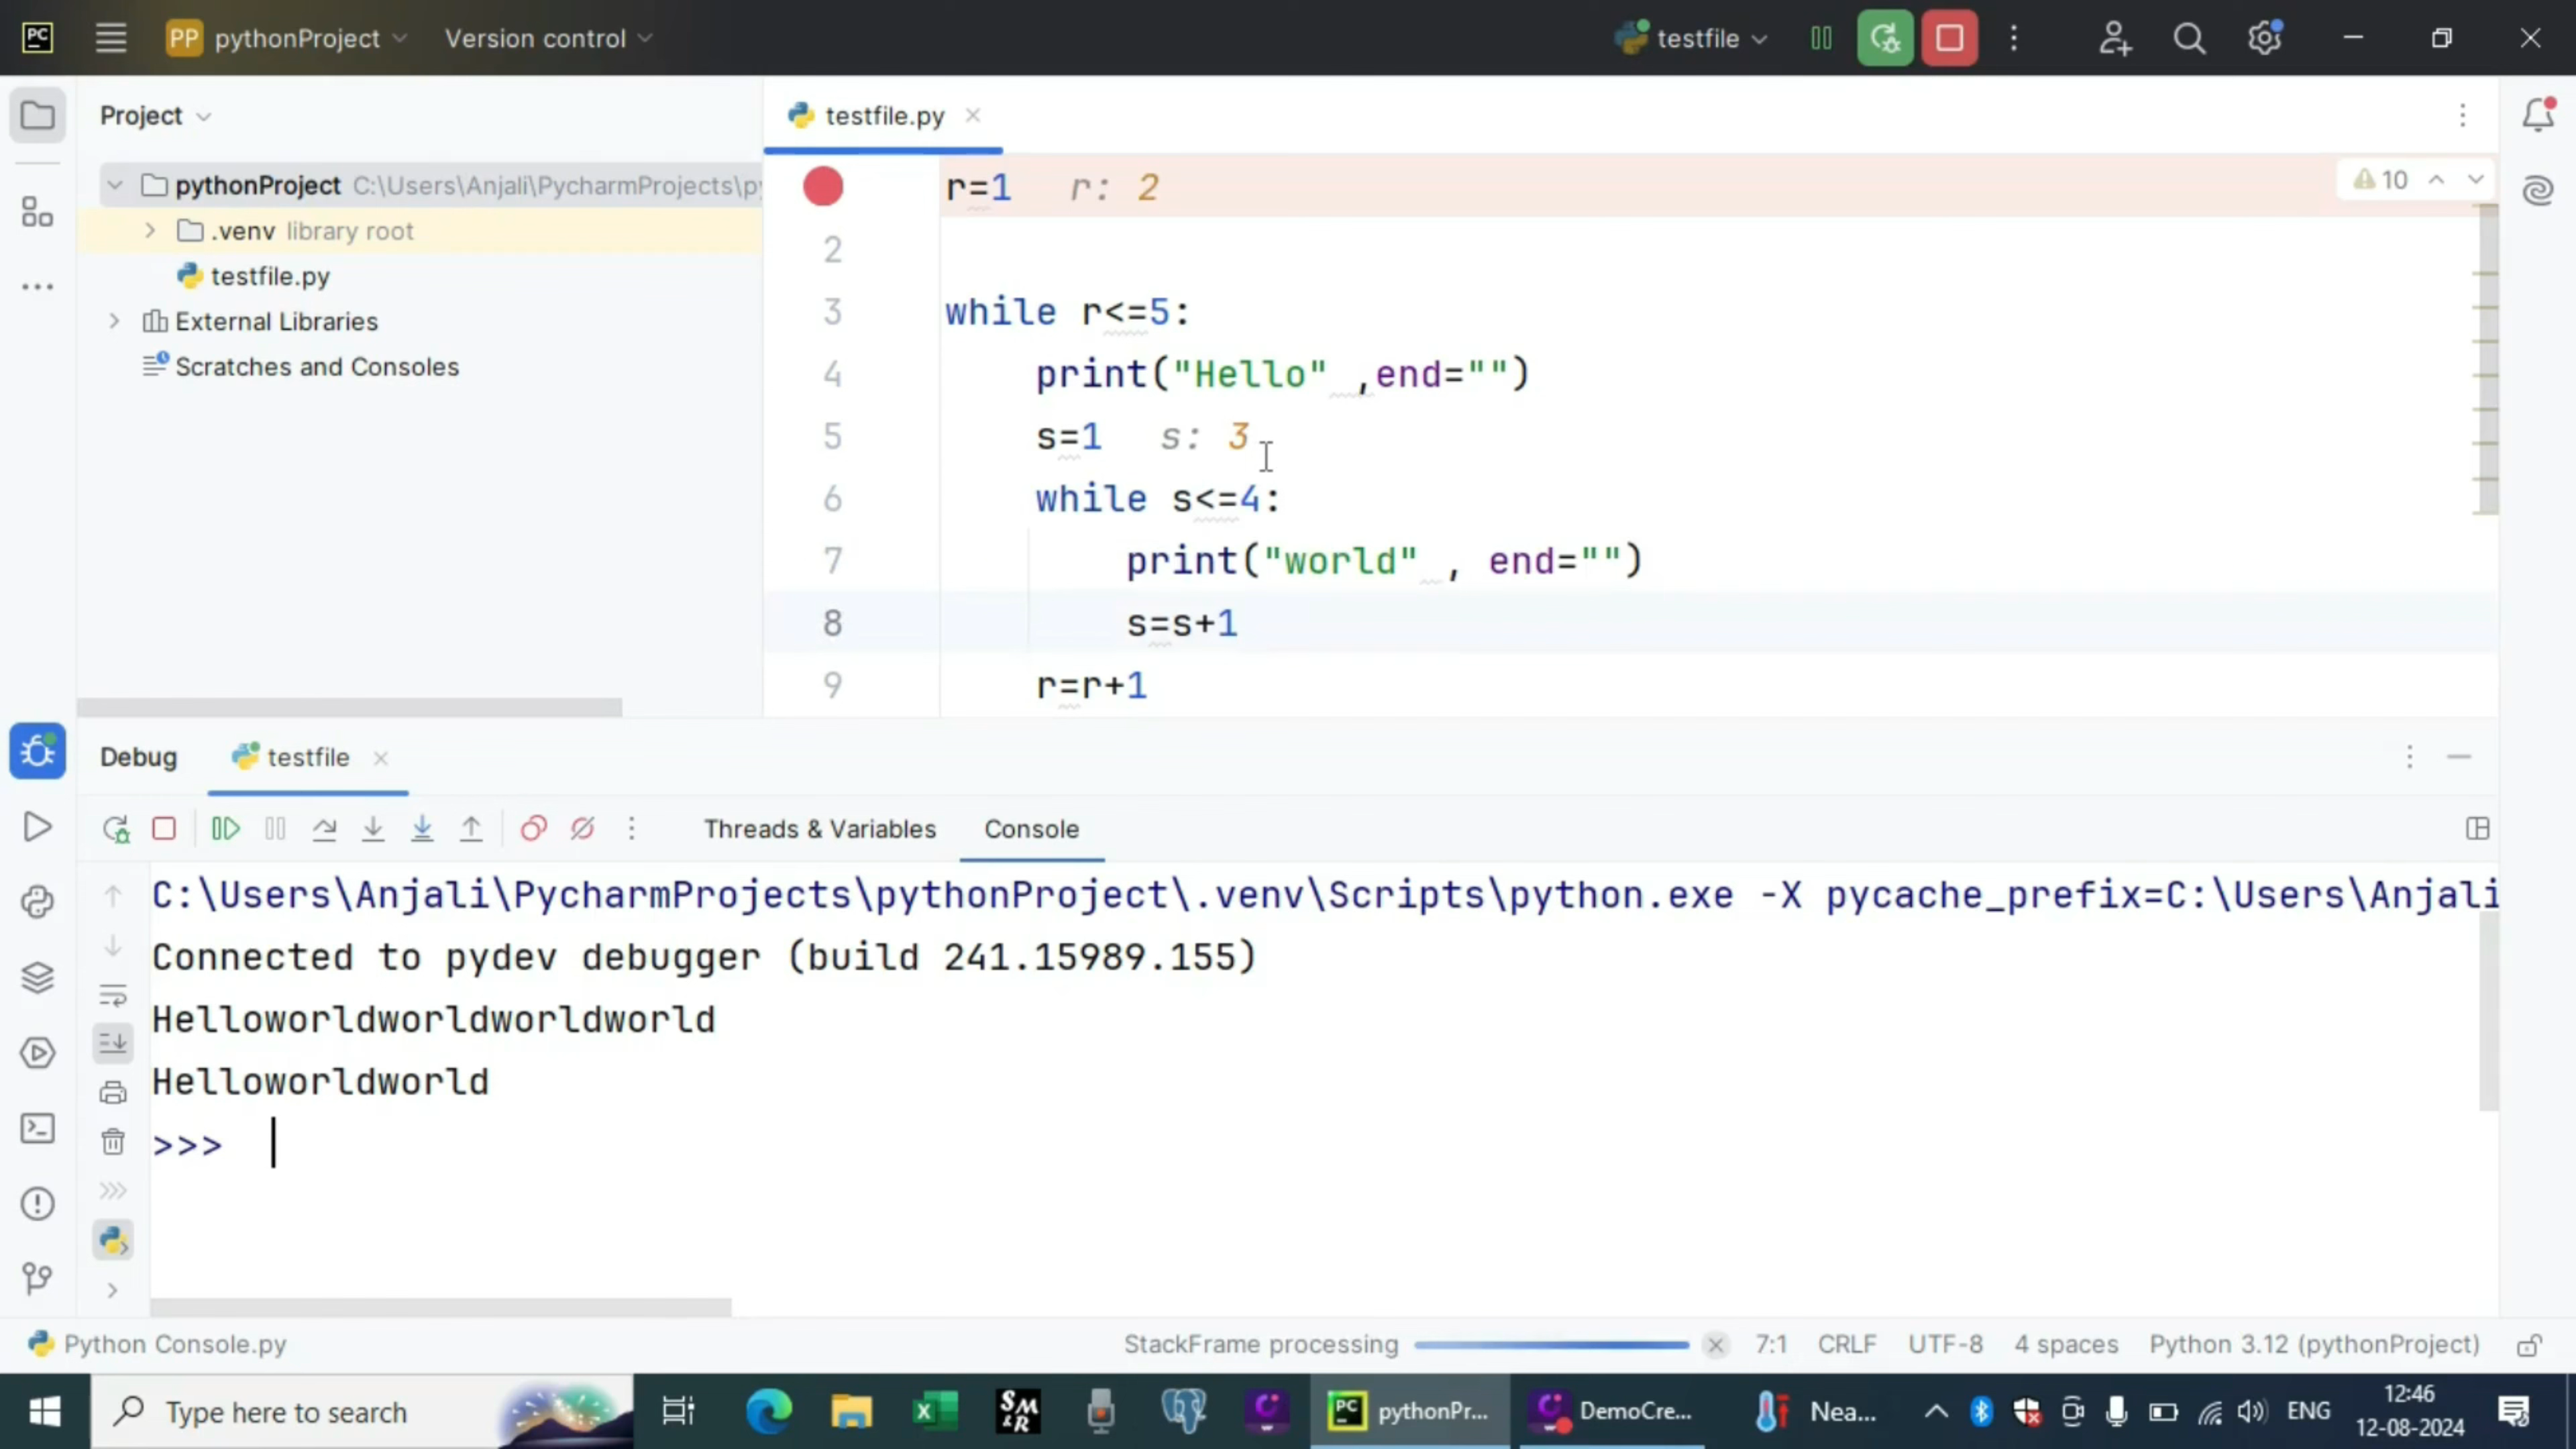 PC PP pythonProject Version control testfile
Project
pythonProject C:\Users\Anjali\PycharmProjects\py
.venv library root
testfile.py
External Libraries
Scratches and Consoles
testfile.py
10
r=1 r: 2
2
3 while r<=5:
4 print("Hello" ,end="")
5 s=1 s: 3
6 while s<=4:
7 print("world" , end="")
8 s=s+1
9 r=r+1
Debug testfile
Threads & Variables Console
C:\Users\Anjali\PycharmProjects\pythonProject\.venv\Scripts\python.exe -X pycache_prefix=C:\Users\Anjali
Connected to pydev debugger (build 241.15989.155)
Helloworldworldworldworld
Helloworldworld
>>>
Python Console.py StackFrame processing 7:1 CRLF UTF-8 4 spaces Python 3.12 (pythonProject)
Type here to search
SM&R
PC pythonPr...
DemoCre...
Nea...
ENG
12:46
12-08-2024